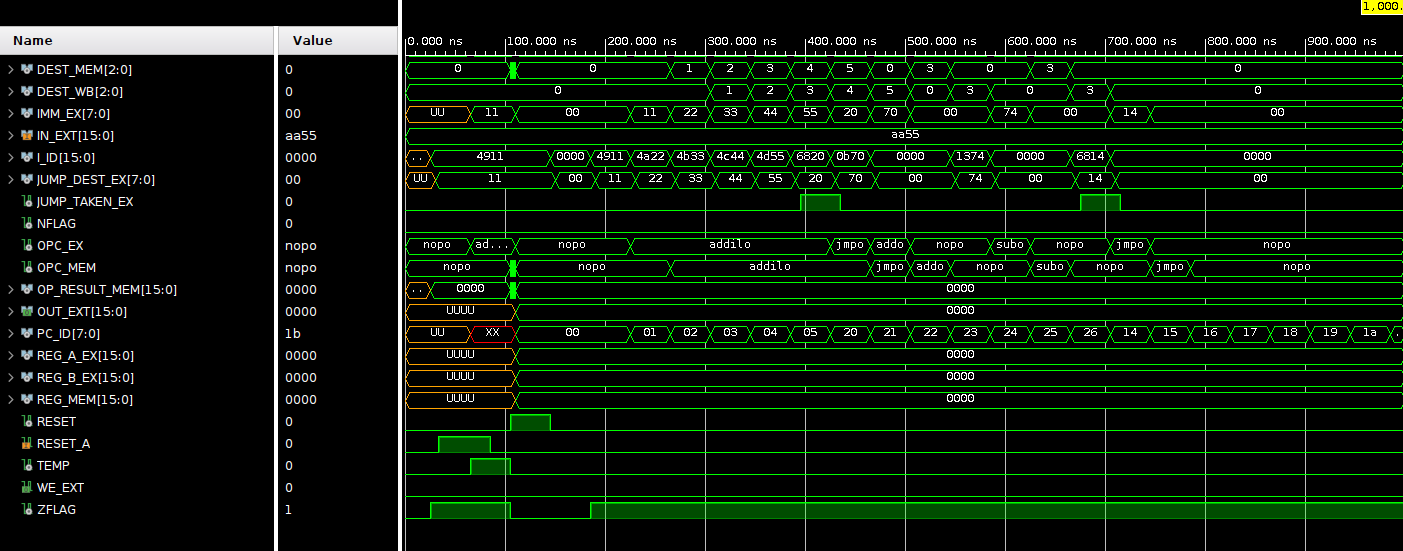 1,000.
Name Value
0.000 ns 100.000 ns 200.000 ns 300.000 ns 400.000 ns 500.000 ns 600.000 ns 700.000 ns 800.000 ns 900.000 ns
DEST_MEM[2:0] 0 0 0 1 2 3 4 5 0 3 0 3 0
DEST_WB[2:0] 0 0 1 2 3 4 5 0 3 0 3 0
IMM_EX[7:0] 00 UU 11 00 11 22 33 44 55 20 70 00 74 00 14 00
IN_EXT[15:0] aa55 aa55
I_ID[15:0] 0000 .. 4911 0000 4911 4a22 4b33 4c44 4d55 6820 0b70 0000 1374 0000 6814 0000
JUMP_DEST_EX[7:0] 00 UU 11 00 11 22 33 44 55 20 70 00 74 00 14 00
JUMP_TAKEN_EX 0
NFLAG 0
OPC_EX nopo nopo ad... nopo addilo jmpo addo nopo subo nopo jmpo nopo
OPC_MEM nopo nopo nopo addilo jmpo addo nopo subo nopo jmpo nopo
OP_RESULT_MEM[15:0] 0000 .. 0000 0000
OUT_EXT[15:0] 0000 UUUU 0000
PC_ID[7:0] 1b UU XX 00 01 02 03 04 05 20 21 22 23 24 25 26 14 15 16 17 18 19 1a .
REG_A_EX[15:0] 0000 UUUU 0000
REG_B_EX[15:0] 0000 UUUU 0000
REG_MEM[15:0] 0000 UUUU 0000
RESET 0
RESET_A 0
TEMP 0
WE_EXT 0
ZFLAG 1